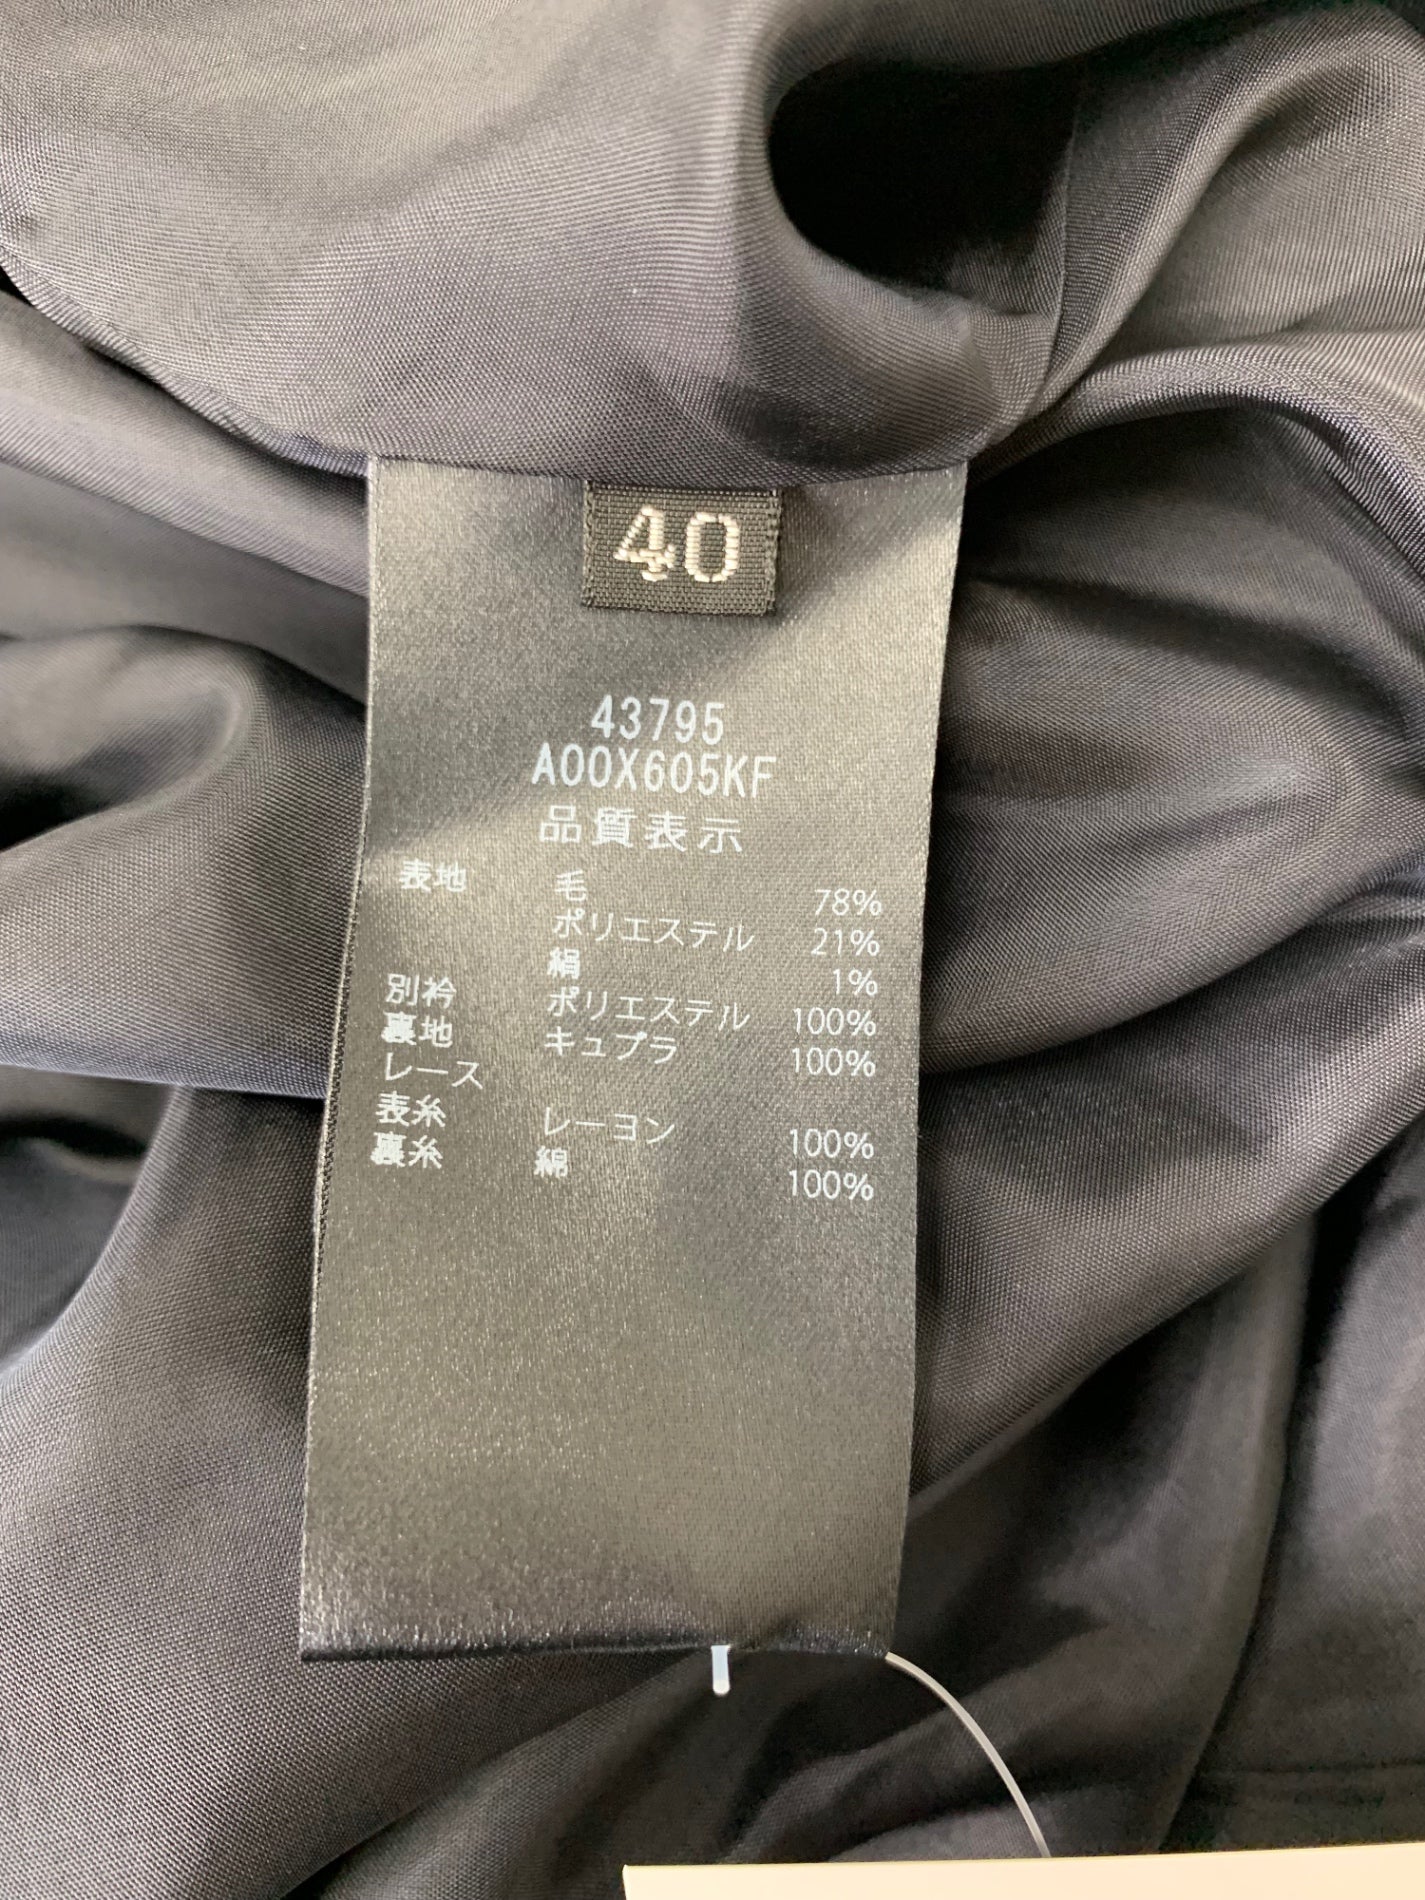 40
43795
A00X605KF
品質表示
表地 毛 78%
ポリエステル 21%
絹 1%
別衿 ポリエステル 100%
裏地 キュプラ 100%
レース
表糸 レーヨン 100%
裏糸 綿 100%